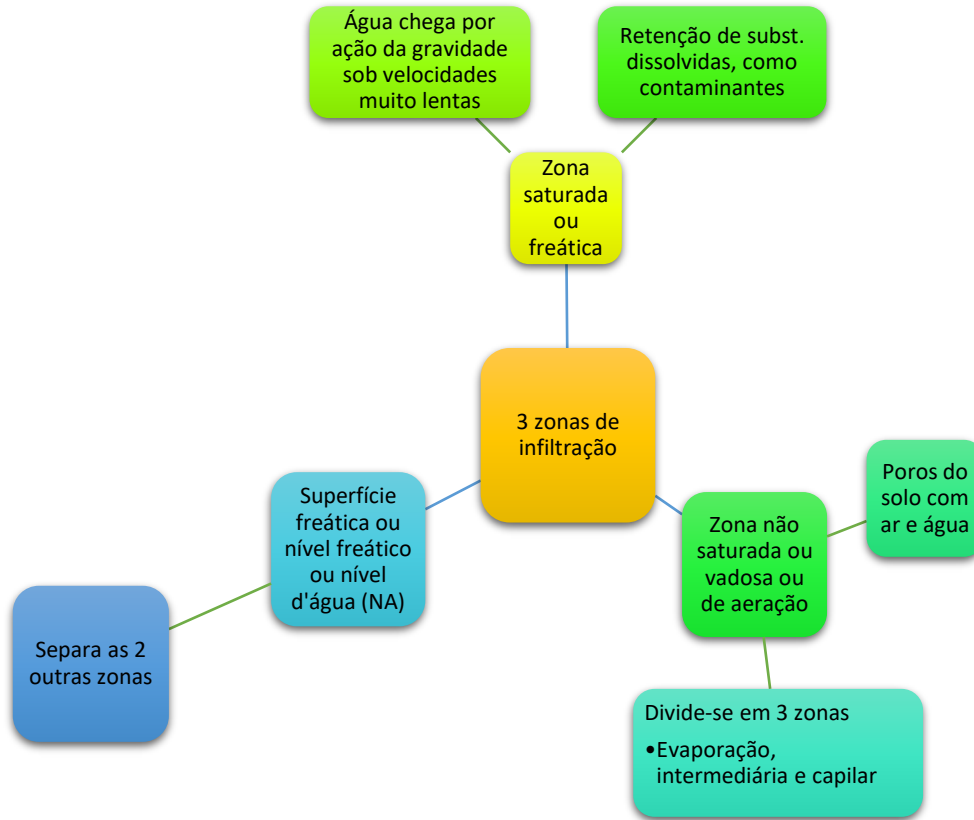 Água chega por
ação da gravidade
sob velocidades
muito lentas
Retenção de subst.
dissolvidas, como
contaminantes
Zona
saturada
ou
freática
3 zonas de
infiltração
Superfície
freática ou
nível freático
ou nível
d'água (NA)
Separa as 2
outras zonas
Zona não
saturada ou
vadosa ou
de aeração
Poros do
solo com
ar e água
Divide-se em 3 zonas
•Evaporação,
intermediária e capilar